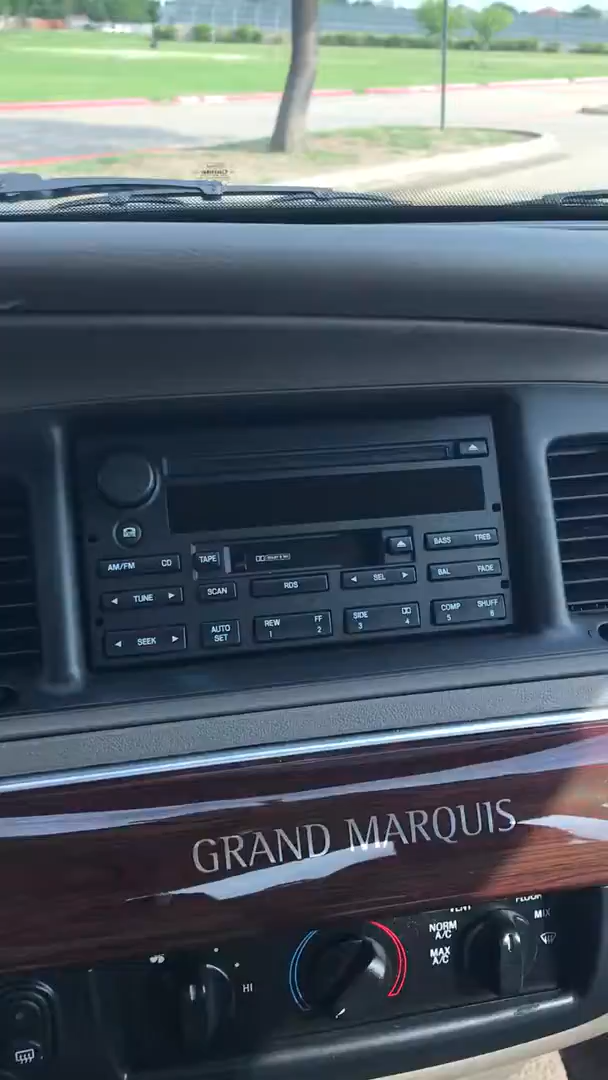 AM/FM CD
TAPE
BASS TREB
TUNE
SCAN
RDS
SEL
BAL FADE
SEEK
AUTO
SET
REW FF
1 2
SIDE
3 4
COMP SHUFF
5 6
GRAND MARQUIS
HI
VENT
FLOOR
NORM
A/C
MIX
MAX
A/C